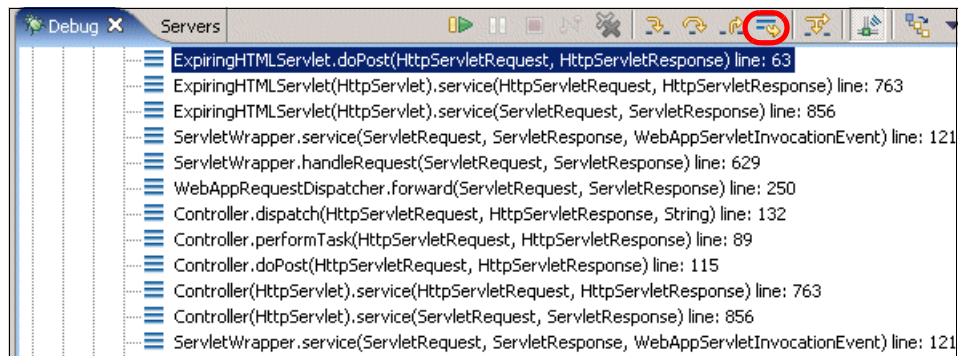 Debug Servers
ExpiringHTMLServlet.doPost(HttpServletRequest, HttpServletResponse) line: 63
ExpiringHTMLServlet(HttpServlet).service(HttpServletRequest, HttpServletResponse) line: 763
ExpiringHTMLServlet(HttpServlet).service(ServletRequest, ServletResponse) line: 856
ServletWrapper.service(ServletRequest, ServletResponse, WebAppServletInvocationEvent) line: 121
ServletWrapper.handleRequest(ServletRequest, ServletResponse) line: 629
WebAppRequestDispatcher.forward(ServletRequest, ServletResponse) line: 250
Controller.dispatch(HttpServletRequest, HttpServletResponse, String) line: 132
Controller.performTask(HttpServletRequest, HttpServletResponse) line: 89
Controller.doPost(HttpServletRequest, HttpServletResponse) line: 115
Controller(HttpServlet).service(HttpServletRequest, HttpServletResponse) line: 763
Controller(HttpServlet).service(ServletRequest, ServletResponse) line: 856
ServletWrapper.service(ServletRequest, ServletResponse, WebAppServletInvocationEvent) line: 121